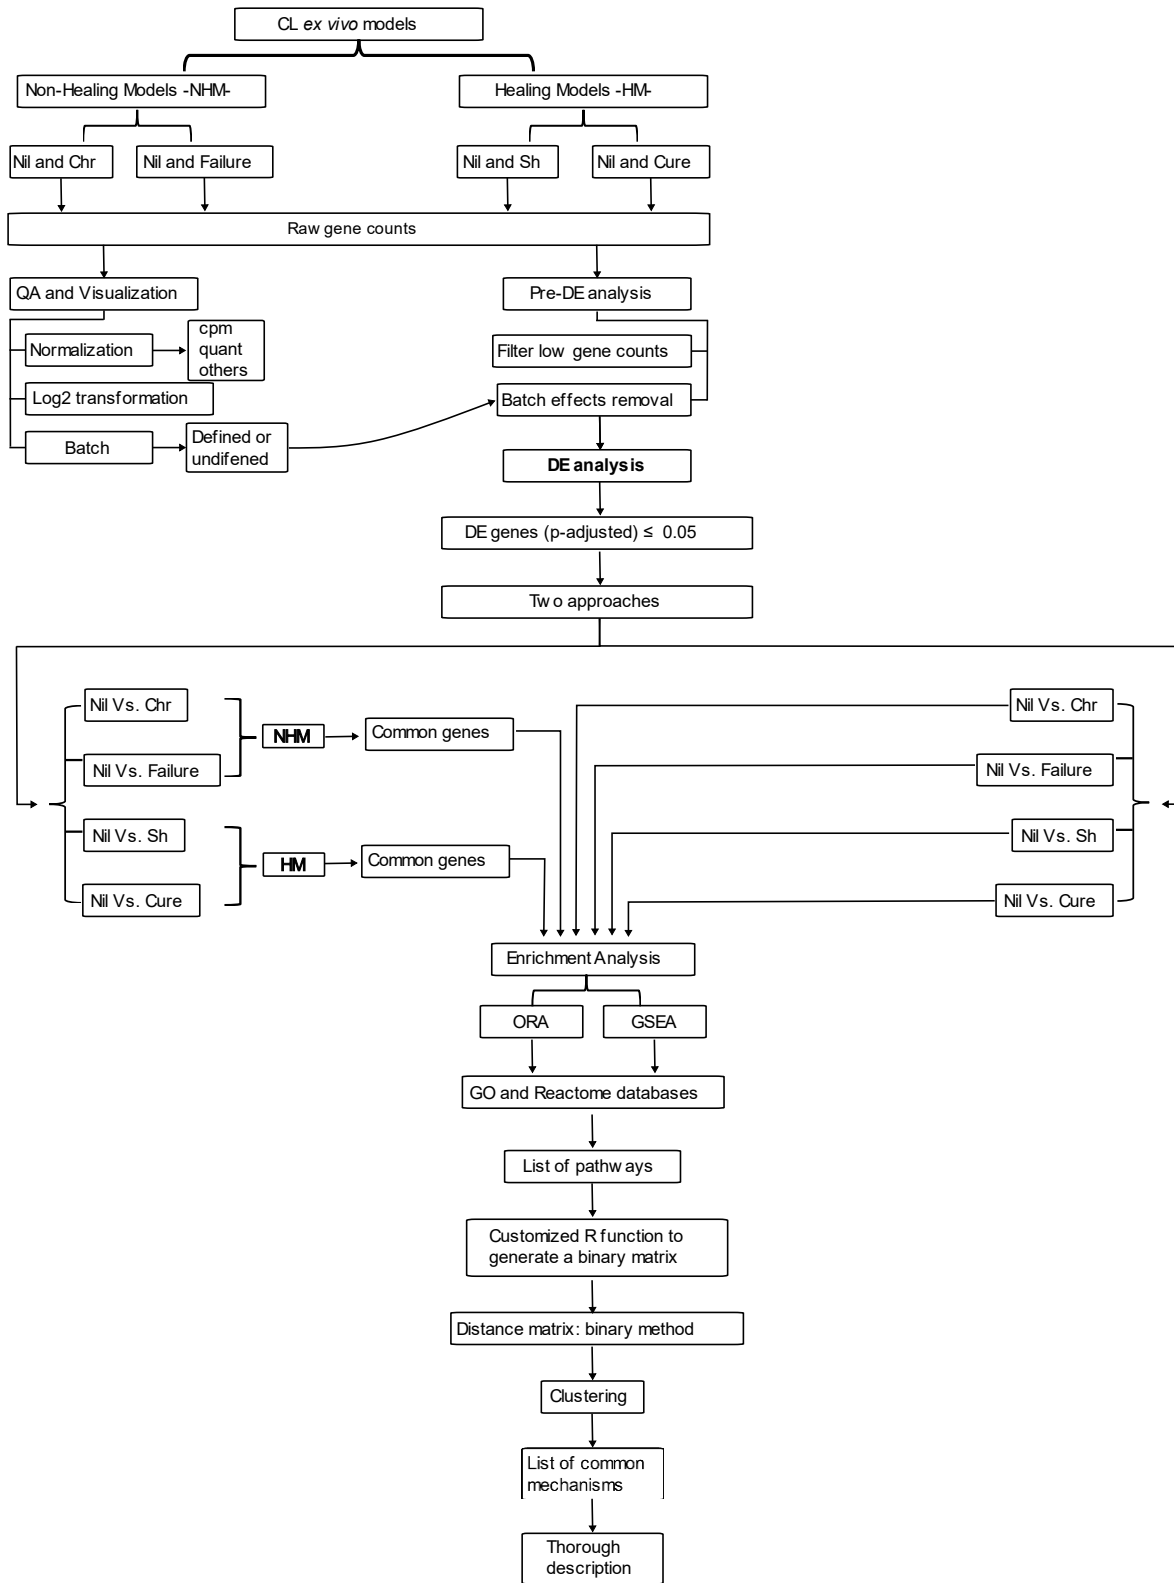 CL ex vivo models
Non-Healing Models -NHM-
Healing Models -HM-
Nil and Chr
Nil and Failure
Nil and Sh
Nil and Cure
Raw gene counts
QA and Visualization
Pre-DE analysis
Normalization
cpm
quant
others
Filter low gene counts
Log2 transformation
Batch effects removal
Batch
Defined or
undifened
DE analysis
DE genes (p-adjusted) ≤ 0.05
Two approaches
Nil Vs. Chr
Nil Vs. Failure
NHM
Common genes
Nil Vs. Sh
Nil Vs. Cure
HM
Common genes
Nil Vs. Chr
Nil Vs. Failure
Nil Vs. Sh
Nil Vs. Cure
Enrichment Analysis
ORA
GSEA
GO and Reactome databases
List of pathways
Customized R function to
generate a binary matrix
Distance matrix: binary method
Clustering
List of common
mechanisms
Thorough
description